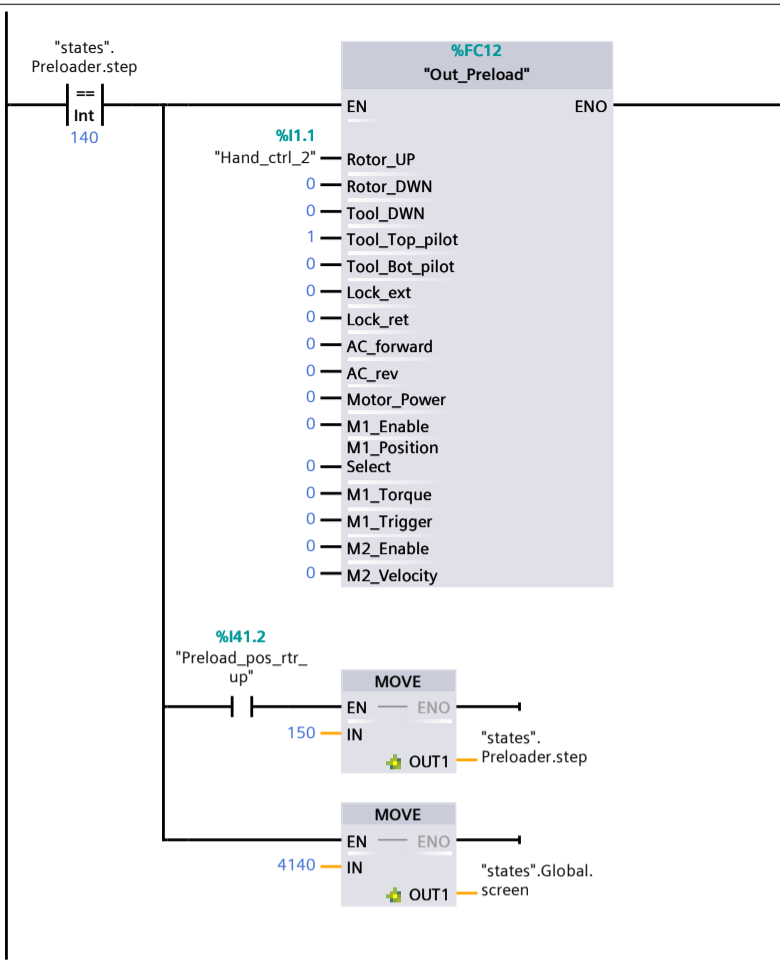 "states".
Preloader.step
==
Int
140
%FC12
"Out_Preload"
EN
ENO
%I1.1
"Hand_ctrl_2"
Rotor_UP
0 Rotor_DWN
0 Tool_DWN
1 Tool_Top_pilot
0 Tool_Bot_pilot
0 Lock_ext
0 Lock_ret
0 AC_forward
0 AC_rev
0 Motor_Power
0 M1_Enable
M1_Position
0 Select
0 M1_Torque
0 M1_Trigger
0 M2_Enable
0 M2_Velocity
%I41.2
"Preload_pos_rtr_
up"
MOVE
EN ENO
150 IN
OUT1
"states".
Preloader.step
MOVE
EN ENO
4140 IN
OUT1
"states".Global.
screen